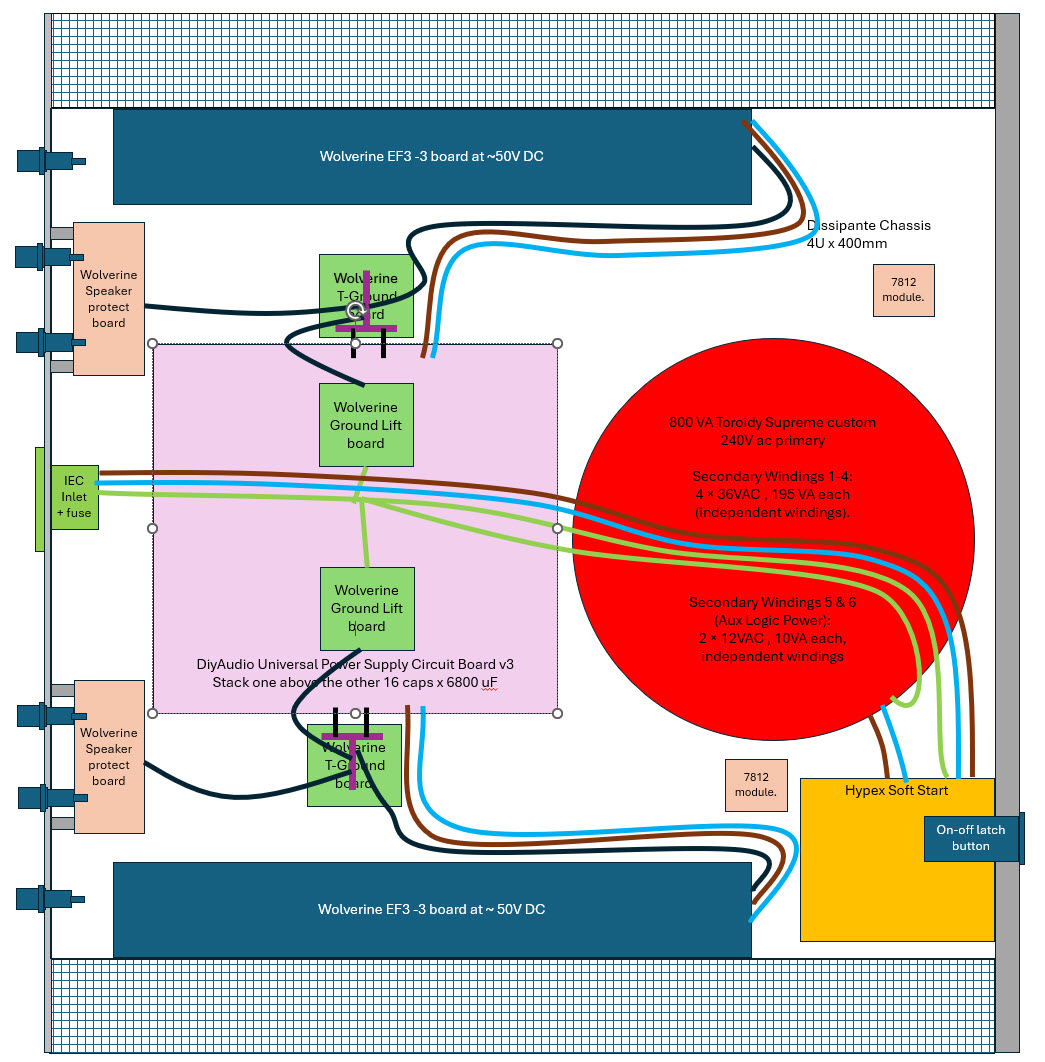 Wolverine EF3 -3 board at ~50V DC
Dissipante Chassis
4U x 400mm
Wolverine
Speaker
protect
board
Wolverine
T-Ground
board
7812
module.
Wolverine
Ground Lift
board
800 VA Toroidy Supreme custom
240V ac primary
Secondary Windings 1-4:
4 × 36VAC , 195 VA each
(independent windings).
IEC
Inlet
+ fuse
Wolverine
Ground Lift
board
Secondary Windings 5 & 6
(Aux Logic Power):
2 × 12VAC , 10VA each,
independent windings
DiyAudio Universal Power Supply Circuit Board v3
Stack one above the other 16 caps x 6800 uF
Wolverine
Speaker
protect
board
Wolverine
T-Ground
board
7812
module.
Hypex Soft Start
On-off latch
button
Wolverine EF3 -3 board at ~ 50V DC